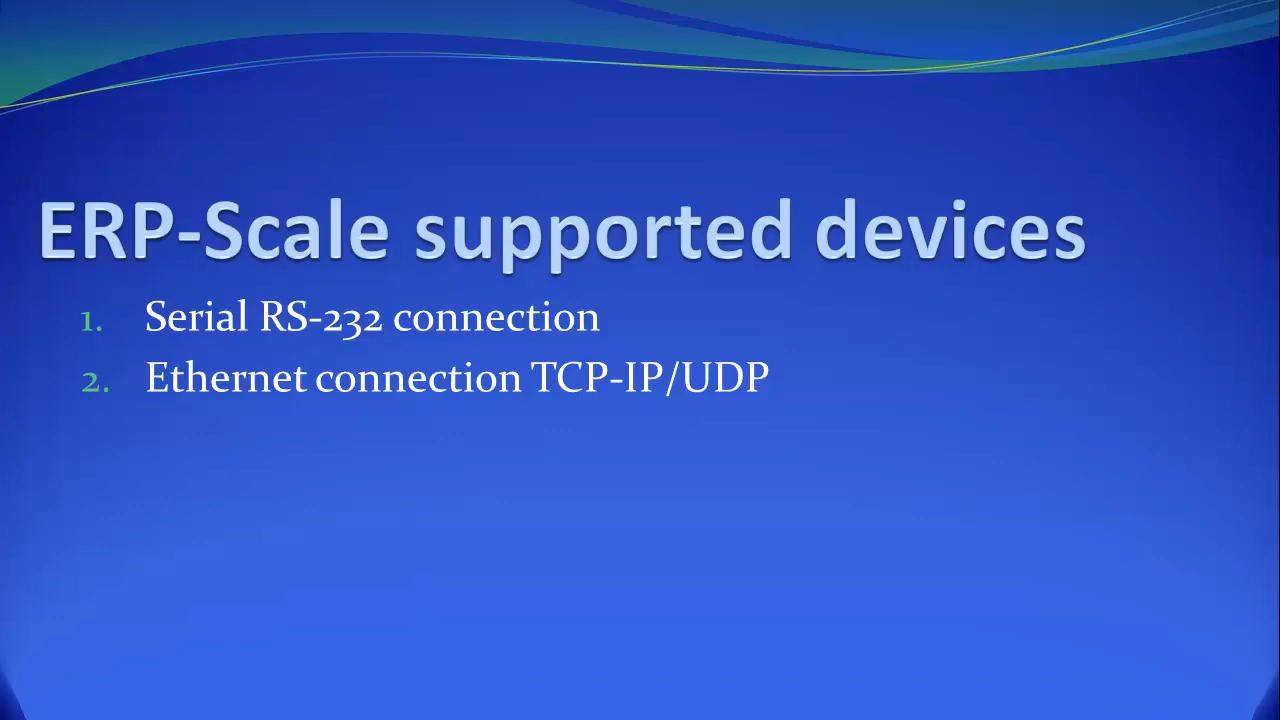 ERP-Scale supported devices
1. Serial RS-232 connection
2. Ethernet connection TCP-IP/UDP